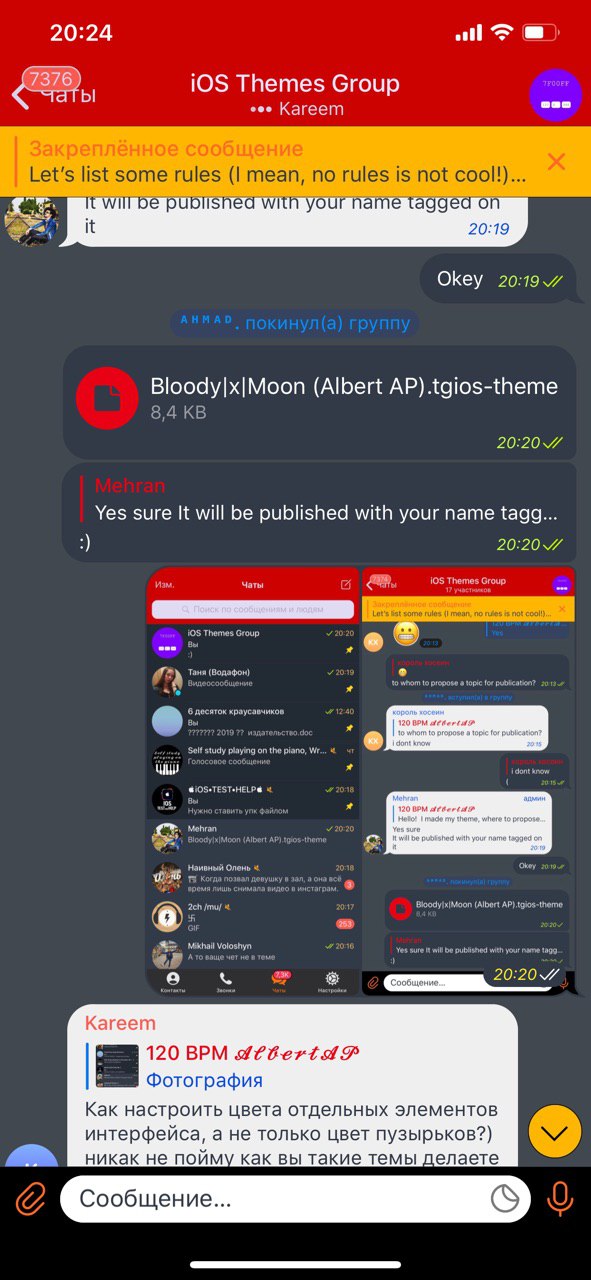 20:24
7376
Чаты
iOS Themes Group
••• Kareem
7F00FF
Закреплённое сообщение
Let’s list some rules (I mean, no rules is not cool!)...
It will be published with your name tagged on
it
20:19
Okey 20:19
ᴬᴴᴹᴬᴰ. покинул(а) группу
Bloody|x|Moon (Albert AP).tgios-theme
8,4 KB
20:20
Mehran
Yes sure It will be published with your name tagg...
:)
20:20
Изм.
Чаты
Поиск по сообщениям и людям
iOS Themes Group
20:20
Вы
:)
Таня (Водафон)
20:19
Видеосообщение
6 десяток краусавчиков
12:40
Вы
??????? 2019 ?? издательство.doc
Self study playing on the piano, Wr...
чт
Голосовое сообщение
iOS•TEST•HELP
20:18
Вы
Нужно ставить упк файлом
Mehran
20:20
Bloody|x|Moon (Albert AP).tgios-theme
Наивный Олень
20:18
Когда позвал девушку в зал, а она всё
время лишь снимала видео в инстаграм.
3
2ch /mu/
20:17
卐
GIF
253
Mikhail Voloshyn
20:16
А то ваще чет не в теме
Контакты
Звонки
7,3K
Чаты
Настройки
7374
Чаты
iOS Themes Group
17 участников
Закреплённое сообщение
Let’s list some rules (I mean, no rules is not cool!)...
120 BPM 𝓐𝓵𝓫𝓮𝓻𝓽𝓐𝓟
Yes
20:13
король хосеин
to whom to propose a topic for publication?
20:13
*****. вступил(а) в группу
король хосеин
120 BPM 𝓐𝓵𝓫𝓮𝓻𝓽𝓐𝓟
to whom to propose a topic for publication?
i dont know
20:15
KX
король хосеин
i dont know
(
20:15
Mehran
админ
120 BPM 𝓐𝓵𝓫𝓮𝓻𝓽𝓐𝓟
Hello! I made my theme, where to propose...
Yes sure
It will be published with your name tagged on
it
20:19
Okey 20:19
*****. покинул(а) группу
Bloody|x|Moon (Albert AP).tgios-theme
8,4 KB
20:20
Mehran
Yes sure It will be published with your name tagg...
:)
Сообщение...
20:20
Kareem
120 BPM 𝓐𝓵𝓫𝓮𝓻𝓽𝓐𝓟
Фотография
Как настроить цвета отдельных элементов
интерфейса, а не только цвет пузырьков?)
никак не пойму как вы такие темы делаете
Сообщение...